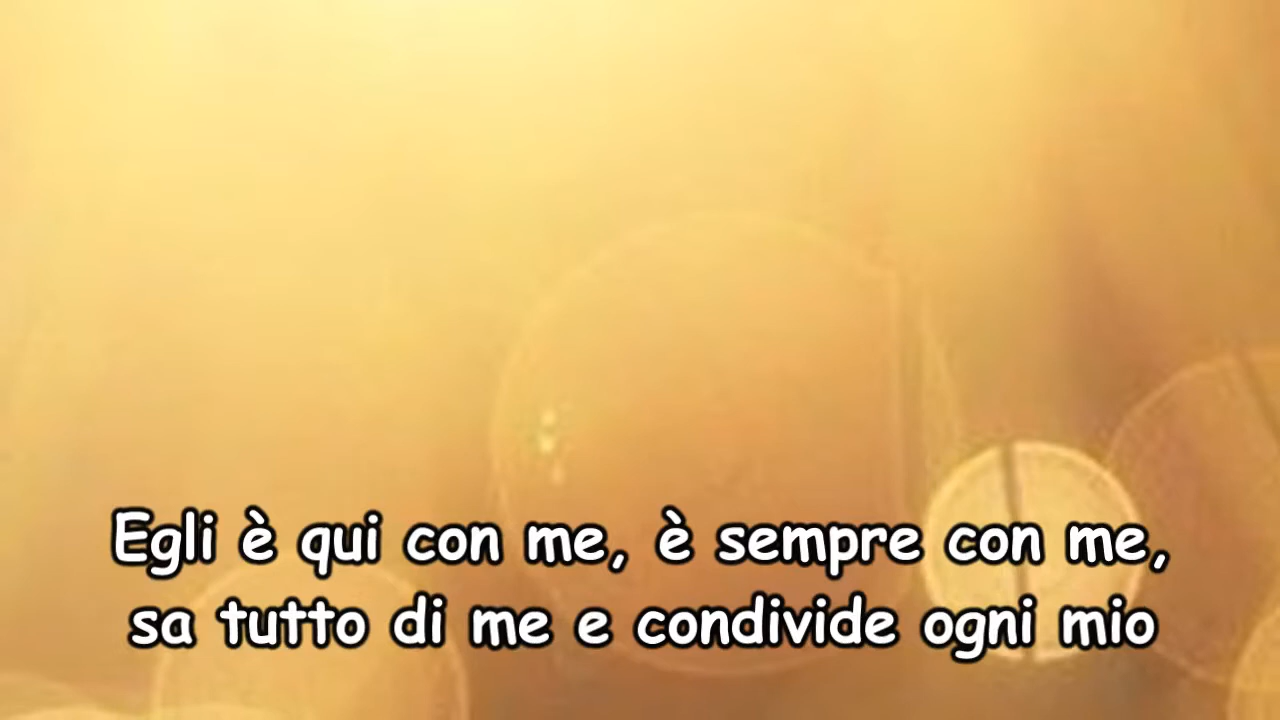 Egli è qui con me, è sempre con me,
sa tutto di me e condivide ogni mio